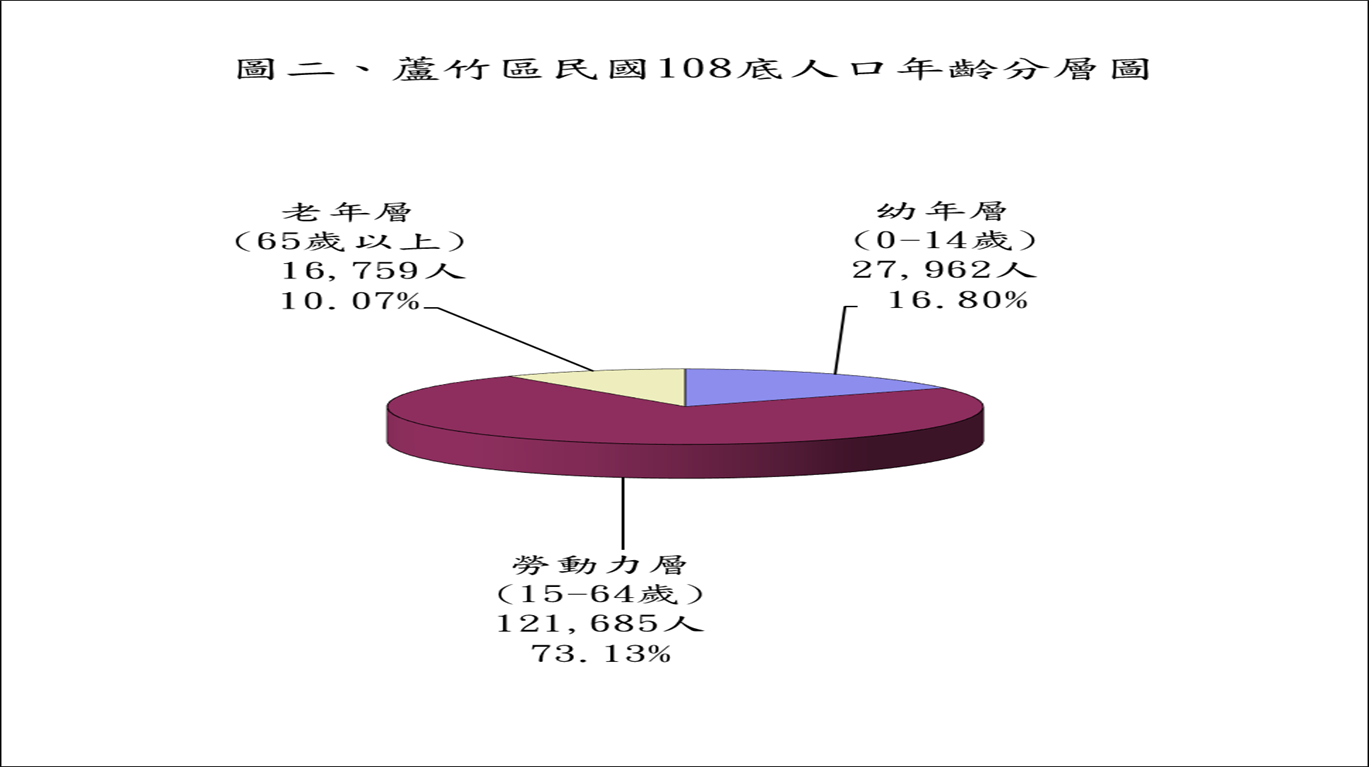 圖二、蘆竹區民國108底人口年齡分層圖
老年層
(65歲以上)
16,759人
10.07%
幼年層
(0-14歲)
27,962人
16.80%
勞動力層
(15-64歲)
121,685人
73.13%